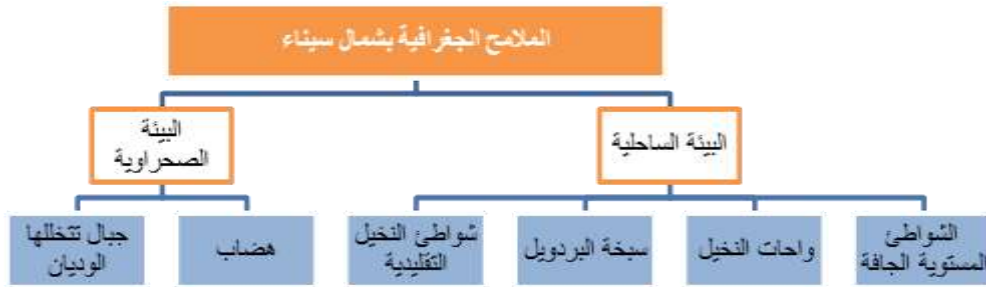 الملامح الجغرافية بشمال سيناء
البيئة الساحلية
البيئة
الصحراوية
الشواطئ
المستوية الجافة
واحات النخيل
سبخة البردويل
شواطئ النخيل
التقليدية
هضاب
جبال تتخللها
الوديان